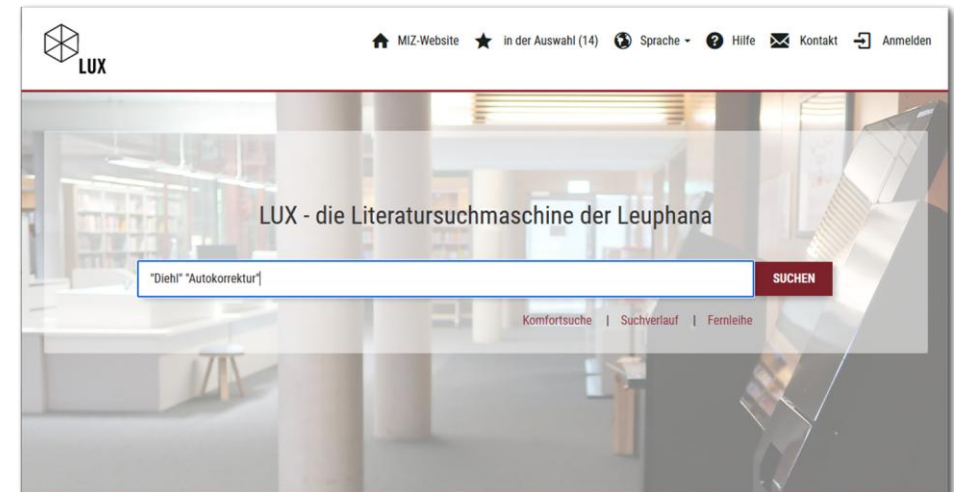 LUX
MIZ-Website in der Auswahl (14) Sprache Hilfe Kontakt Anmelden
LUX - die Literatursuchmaschine der Leuphana
"Diehl" "Autokorrektur" SUCHEN
Komfortsuche | Suchverlauf | Fernleihe